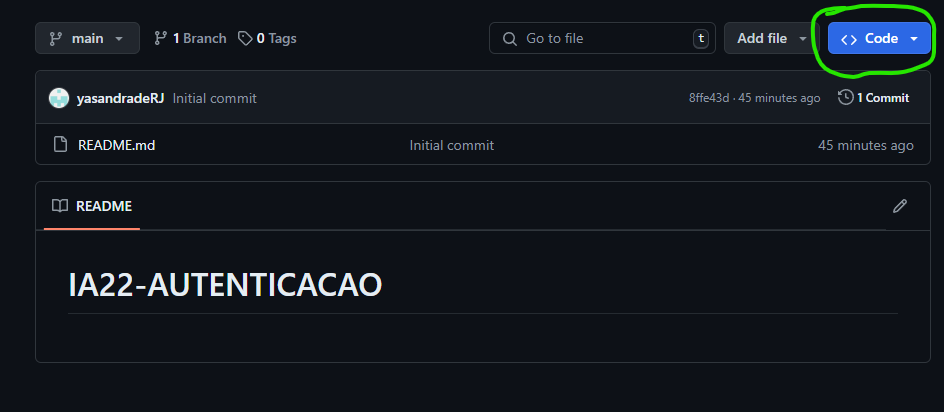 main 1 Branch 0 Tags Go to file t Add file <> Code
yasandradeRJ Initial commit 8ffe43d · 45 minutes ago 1 Commit
README.md Initial commit 45 minutes ago
README
IA22-AUTENTICACAO